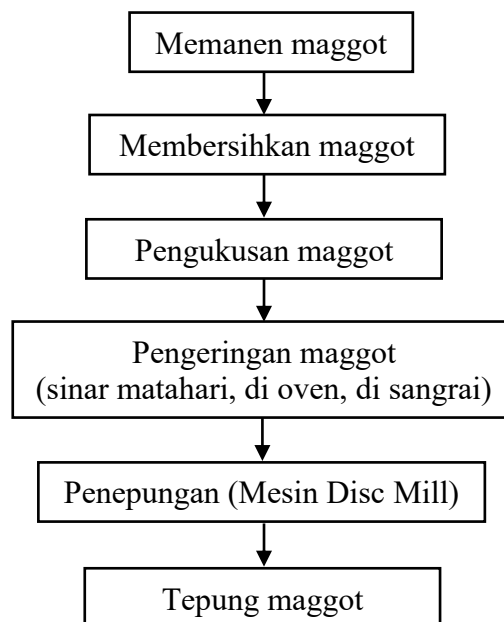 Memanen maggot
Membersihkan maggot
Pengukusan maggot
Pengeringan maggot
(sinar matahari, di oven, di sangrai)
Penepungan (Mesin Disc Mill)
Tepung maggot